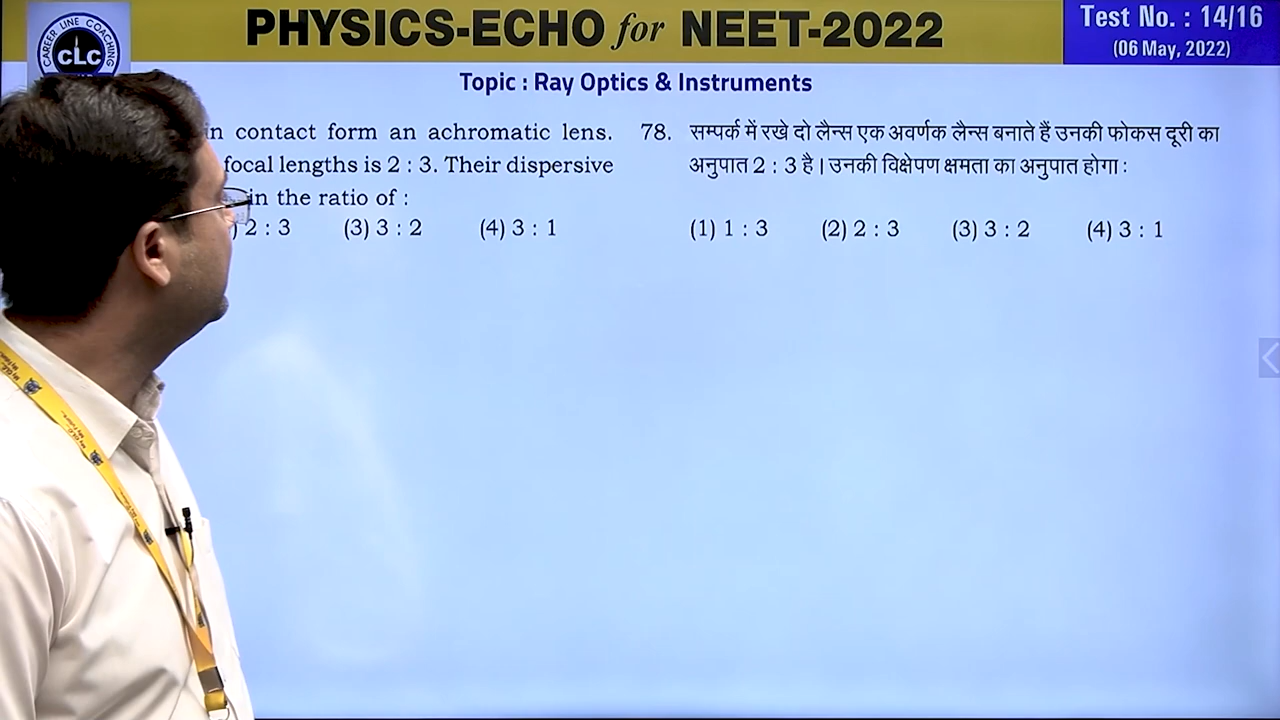 PHYSICS-ECHO for NEET-2022
Test No. : 14/16
(06 May, 2022)
CAREER LINE COACHING
CLC
Topic : Ray Optics & Instruments
in contact form an achromatic lens.
focal lengths is 2 : 3. Their dispersive
in the ratio of :
) 2 : 3 (3) 3 : 2 (4) 3 : 1
78. सम्पर्क में रखे दो लैन्स एक अवर्णक लैन्स बनाते हैं उनकी फोकस दूरी का
अनुपात 2 : 3 है। उनकी विक्षेपण क्षमता का अनुपात होगा :
(1) 1 : 3 (2) 2 : 3 (3) 3 : 2 (4) 3 : 1